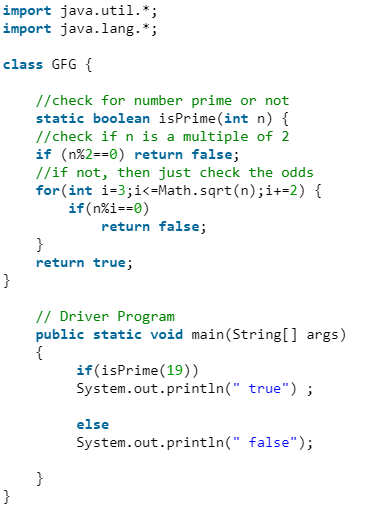 import java.util.*;
import java.lang.*;

class GFG {

    //check for number prime or not
    static boolean isPrime(int n) {
    //check if n is a multiple of 2
    if (n%2==0) return false;
    //if not, then just check the odds
    for(int i=3;i<=Math.sqrt(n);i+=2) {
        if(n%i==0)
            return false;
    }
    return true;
}

    // Driver Program
    public static void main(String[] args)
    {
         if(isPrime(19))
         System.out.println(" true") ;

         else
         System.out.println(" false");

    }
}